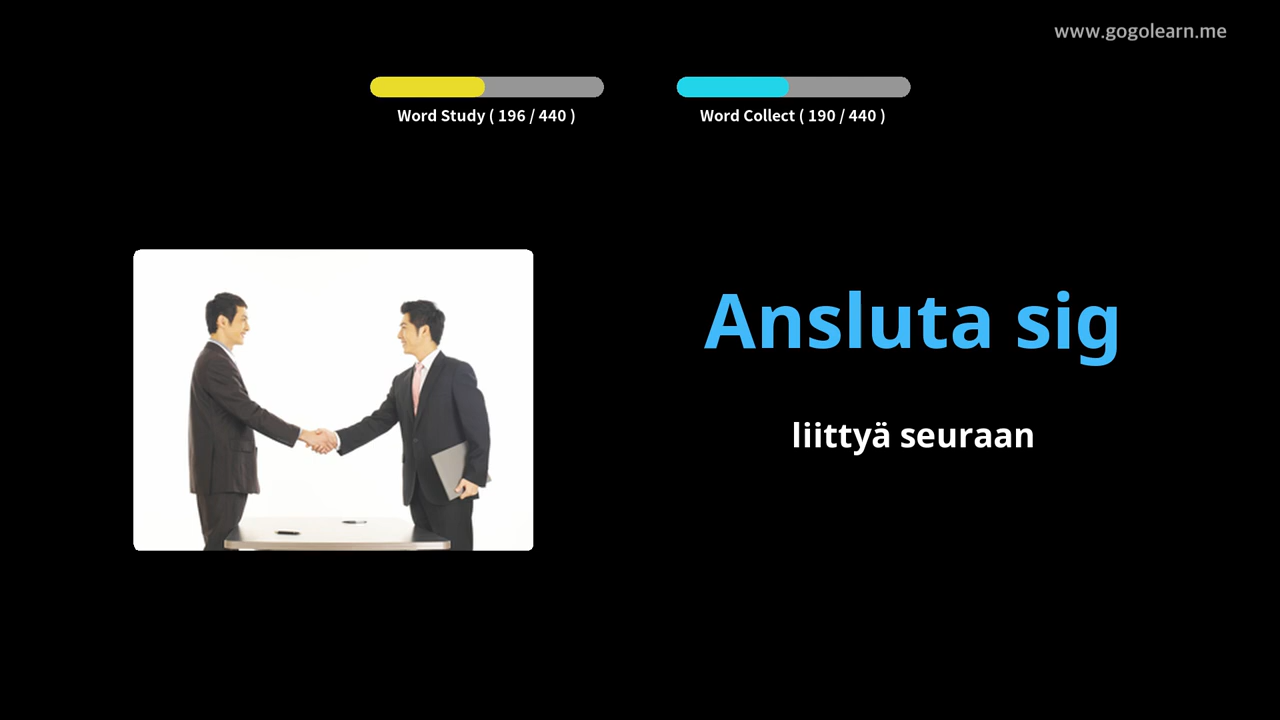 www.gogolearn.me
Word Study ( 196 / 440 )
Word Collect ( 190 / 440 )
Ansluta sig
liittyä seuraan